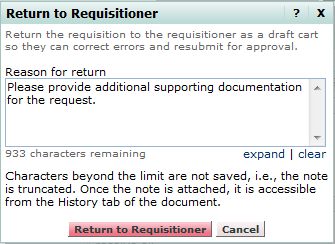 Return to Requisitioner ? X
Return the requisition to the requisitioner as a draft cart
so they can correct errors and resubmit for approval.
Reason for return
Please provide additional supporting documentation
for the request.
933 characters remaining expand | clear
Characters beyond the limit are not saved, i.e., the note
is truncated. Once the note is attached, it is accessible
from the History tab of the document.
Return to Requisitioner Cancel